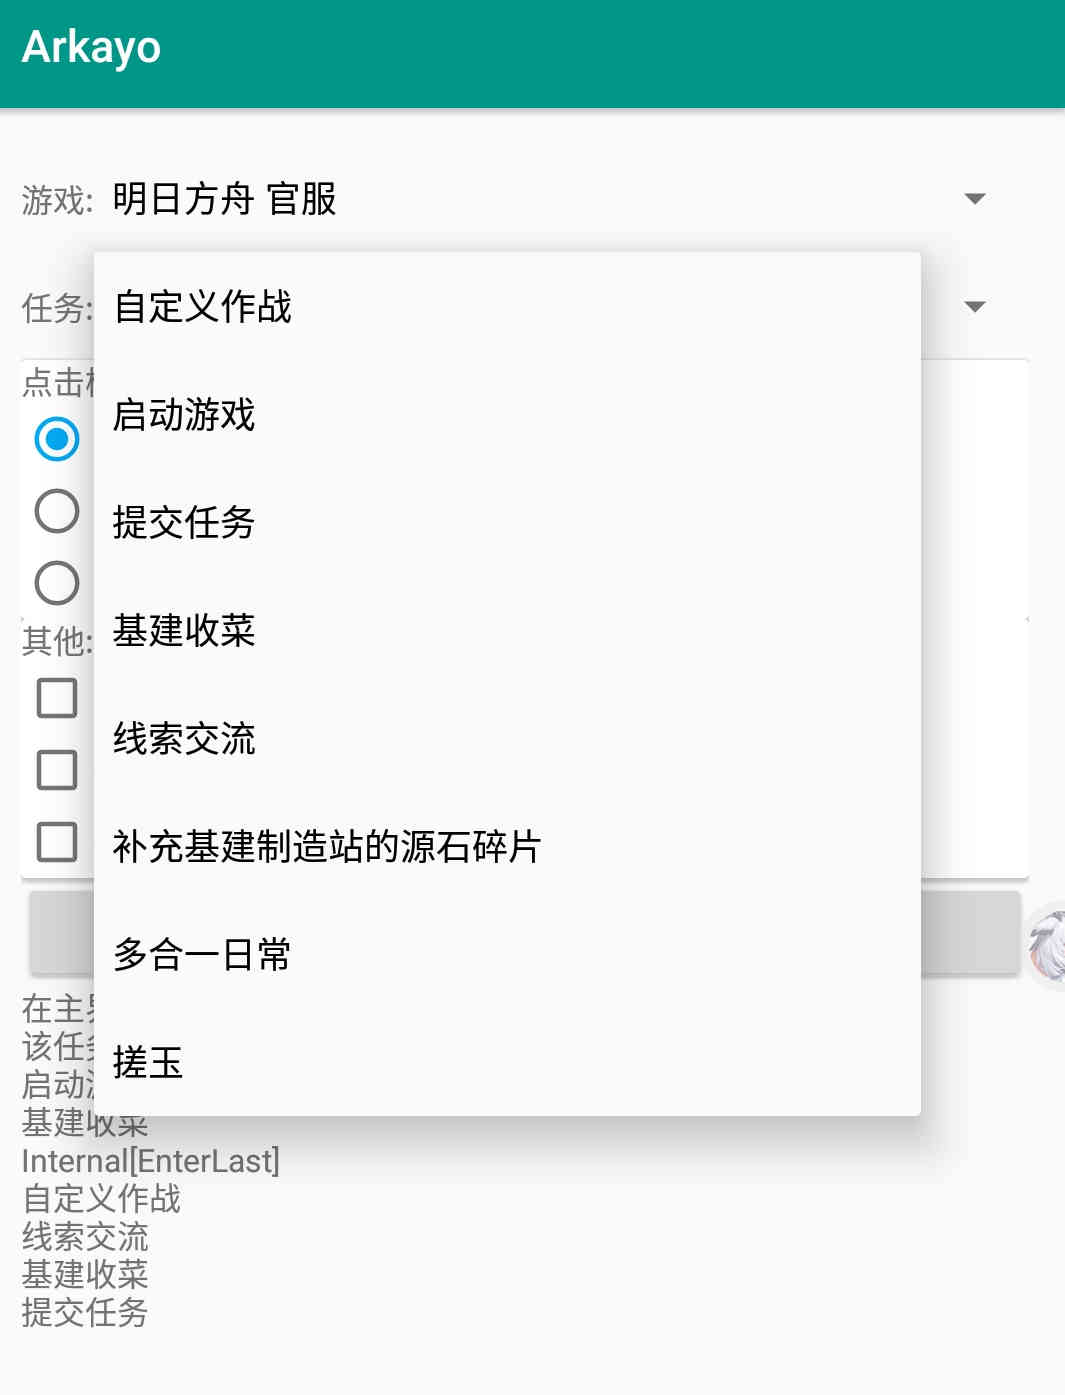 Arkayo
游戏: 明日方舟 官服
任务:
自定义作战
点击
启动游戏
提交任务
基建收菜
其他:
线索交流
补充基建制造站的源石碎片
多合一日常
在主
该任
搓玉
启动
基建收菜
Internal[EnterLast]
自定义作战
线索交流
基建收菜
提交任务